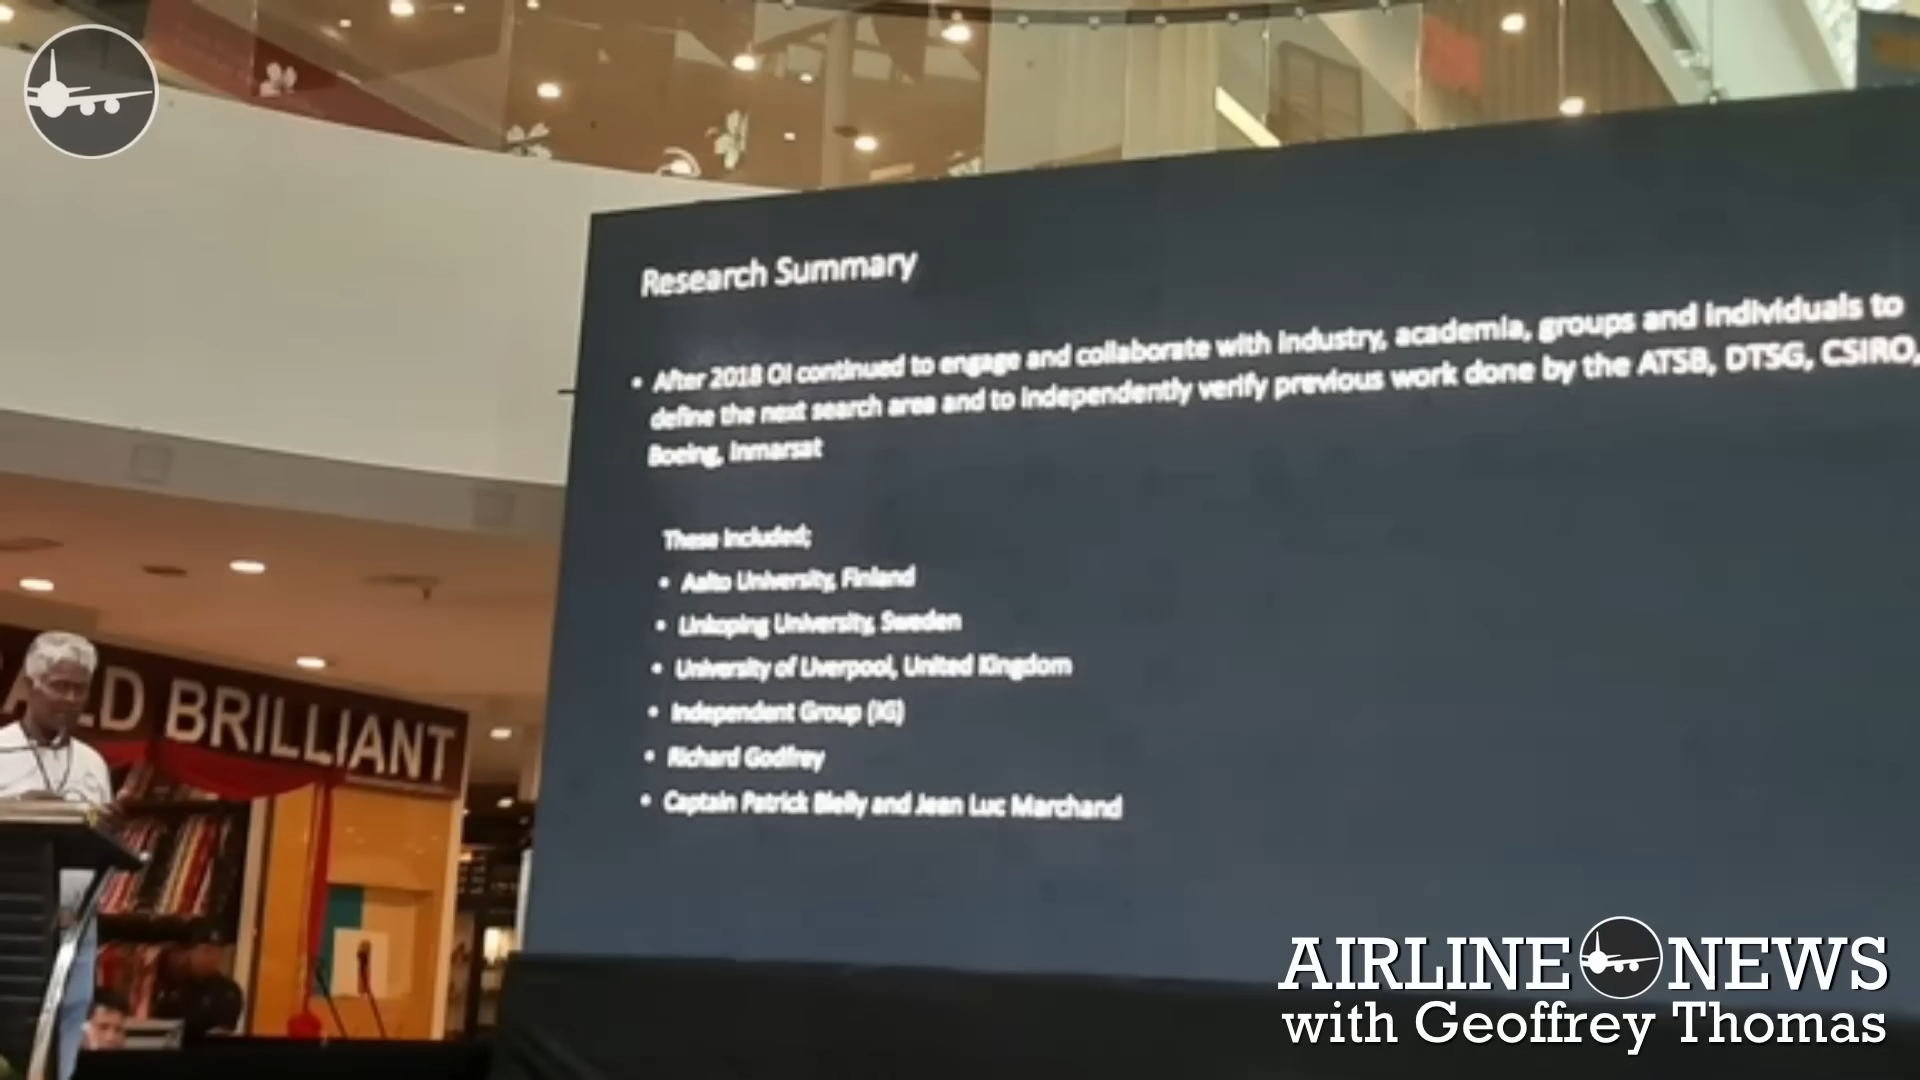 Research Summary
• After 2018 OI continued to engage and collaborate with industry, academia, groups and individuals to
define the next search area and to independently verify previous work done by the ATSB, DTSG, CSIRO,
Boeing, Inmarsat
These included;
• Aalto University, Finland
• Linkoping University, Sweden
• University of Liverpool, United Kingdom
• Independent Group (IG)
• Richard Godfrey
• Captain Patrick Blelly and Jean Luc Marchand
BRILLIANT
AIRLINE NEWS
with Geoffrey Thomas